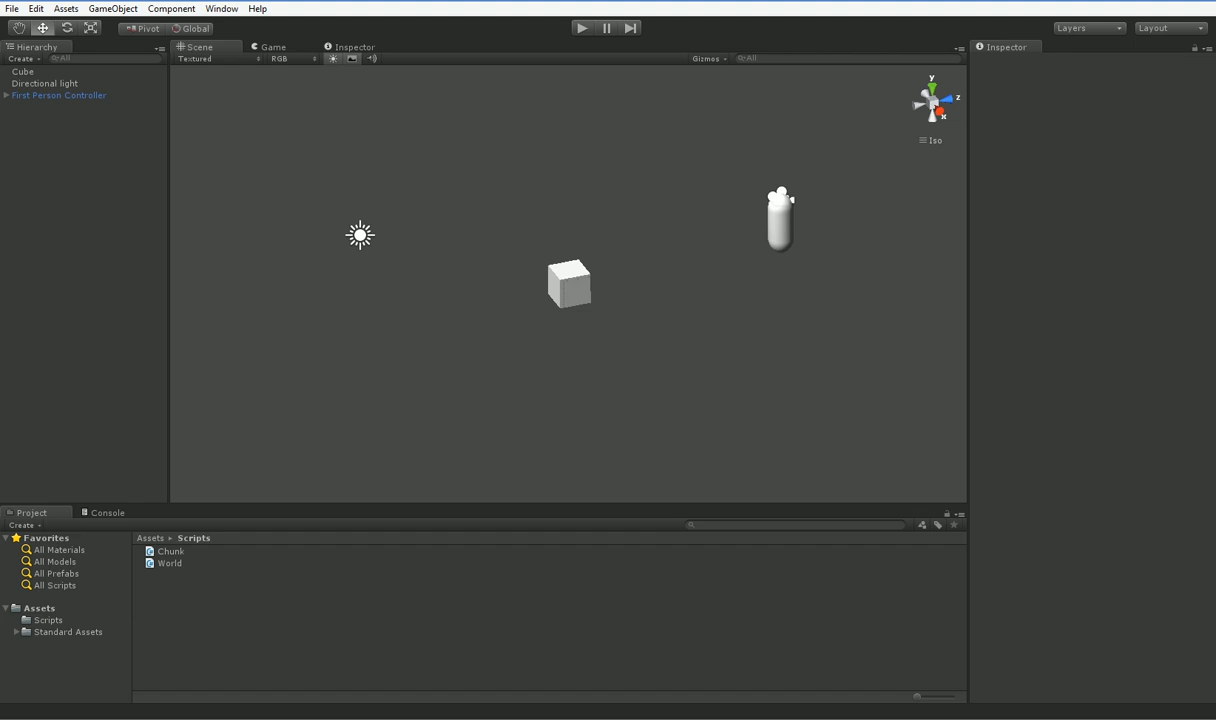 File Edit Assets GameObject Component Window Help
Pivot Global Layers Layout
Hierarchy Scene Game Inspector Inspector
Create All Textured RGB Gizmos All
Cube
Directional light
First Person Controller
y
z
x
Iso
Project Console
Create
Favorites
All Materials
All Models
All Prefabs
All Scripts
Assets
Scripts
Standard Assets
Assets Scripts
Chunk
World